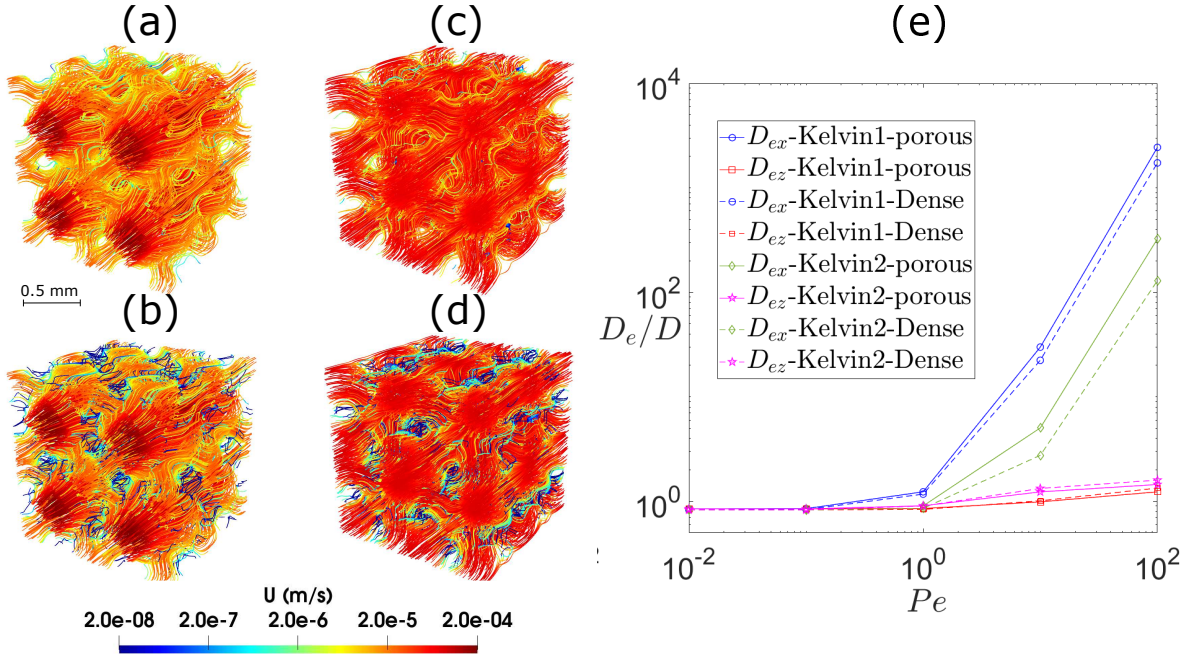 (a)
(c)
(e)
0.5 mm
(b)
(d)
U (m/s)
2.0e-08 2.0e-7 2.0e-6 2.0e-5 2.0e-04
10^4
10^2
10^0
D_e/D
D_ex-Kelvin1-porous
D_ez-Kelvin1-porous
D_ex-Kelvin1-Dense
D_ez-Kelvin1-Dense
D_ex-Kelvin2-porous
D_ez-Kelvin2-porous
D_ex-Kelvin2-Dense
D_ez-Kelvin2-Dense
10^-2 10^0 10^2
Pe